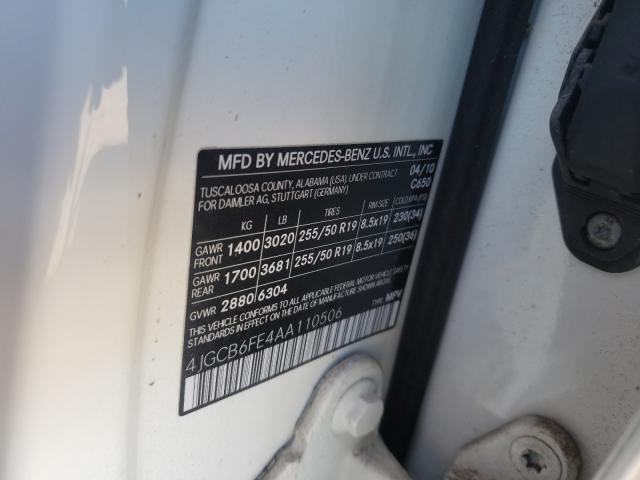 MFD BY MERCEDES-BENZ U.S. INTL., INC
TUSCALOOSA COUNTY, ALABAMA (USA), UNDER CONTRACT 04/10
FOR DAIMLER AG, STUTTGART (GERMANY) C650
KG LB TIRES RIM SIZE COLD KPA (PSI)
GAWR FRONT 1400 3020 255/50 R19 8.5x19 230(34)
GAWR REAR 1700 3681 255/50 R19 8.5x19 250(36)
GVWR 2880 6304
THIS VEHICLE CONFORMS TO ALL APPLICABLE FEDERAL MOTOR VEHICLE SAFETY
STANDARDS IN EFFECT ON THE DATE OF MANUFACTURE SHOWN ABOVE.
4JGCB6FE4AA110506 TYPE: MPV